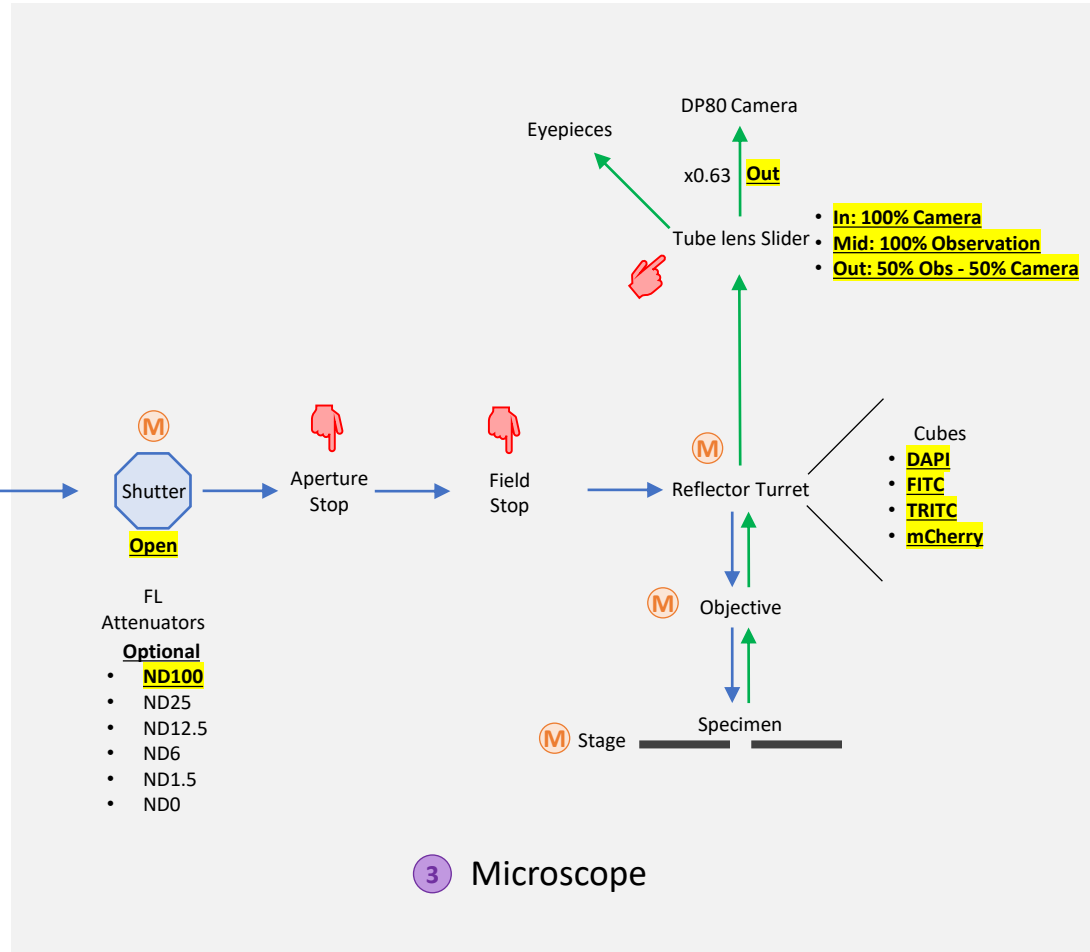 DP80 Camera
Eyepieces
x0.63 Out
Tube lens Slider
• In: 100% Camera
• Mid: 100% Observation
• Out: 50% Obs - 50% Camera
M
Shutter
Open
Aperture
Stop
Field
Stop
M
Reflector Turret
Cubes
• DAPI
• FITC
• TRITC
• mCherry
FL
Attenuators
Optional
• ND100
• ND25
• ND12.5
• ND6
• ND1.5
• ND0
M Objective
Specimen
M Stage
3 Microscope